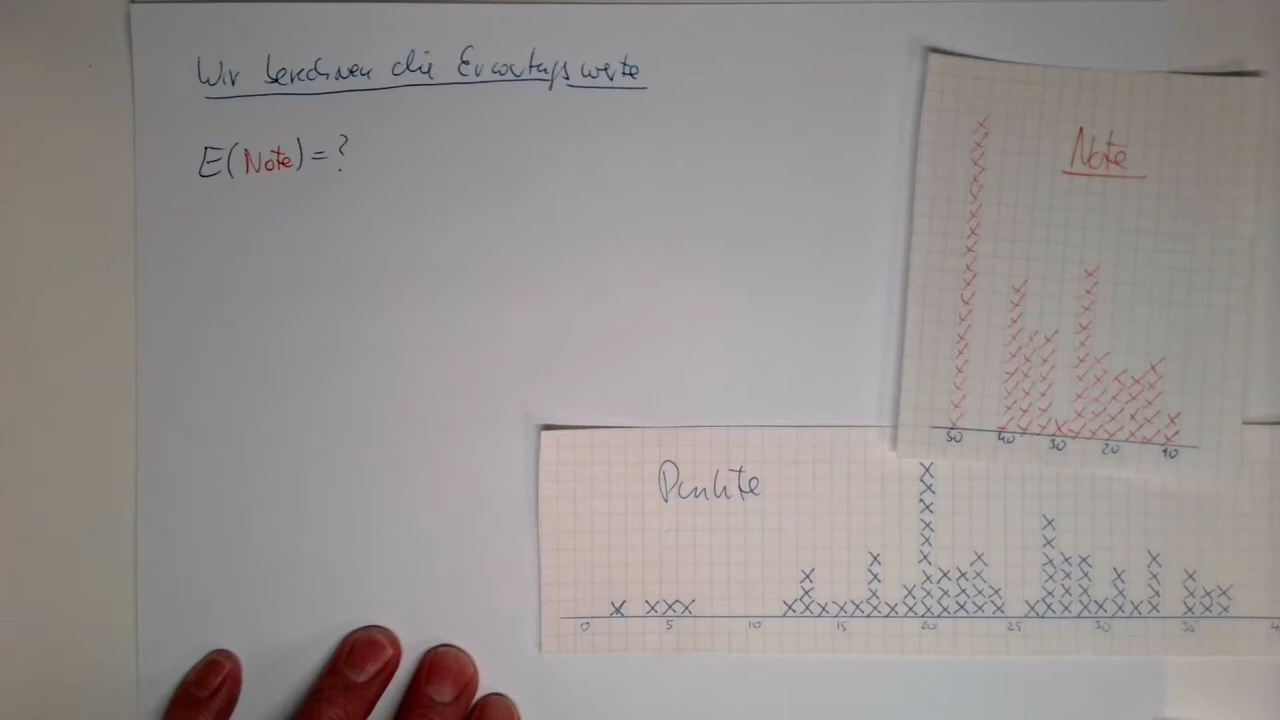 Wir berechnen die Erwartungswerte
E(Note) = ?
Note
50 40 30 20 10
Punkte
0 5 10 15 20 25 30 35